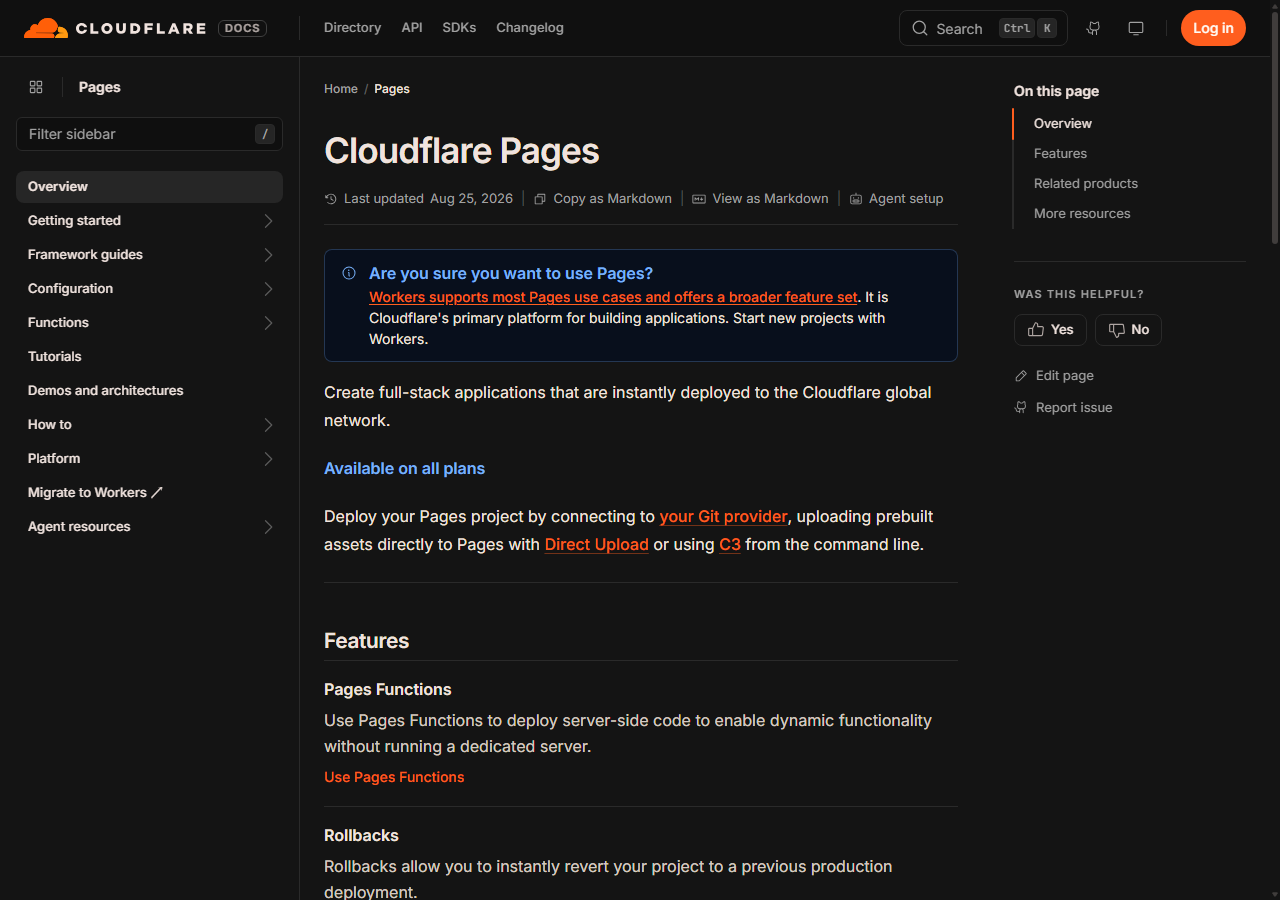 CLOUDFLARE DOCS
Directory API SDKs Changelog
Search Ctrl K
Log in
Pages
Filter sidebar /
Overview
Getting started
Framework guides
Configuration
Functions
Tutorials
Demos and architectures
How to
Platform
Migrate to Workers
Agent resources
Home / Pages
Cloudflare Pages
Last updated Aug 25, 2026 | Copy as Markdown | View as Markdown | Agent setup
Are you sure you want to use Pages?
Workers supports most Pages use cases and offers a broader feature set. It is
Cloudflare's primary platform for building applications. Start new projects with
Workers.
Create full-stack applications that are instantly deployed to the Cloudflare global
network.
Available on all plans
Deploy your Pages project by connecting to your Git provider, uploading prebuilt
assets directly to Pages with Direct Upload or using C3 from the command line.
Features
Pages Functions
Use Pages Functions to deploy server-side code to enable dynamic functionality
without running a dedicated server.
Use Pages Functions
Rollbacks
Rollbacks allow you to instantly revert your project to a previous production
deployment.
On this page
Overview
Features
Related products
More resources
WAS THIS HELPFUL?
Yes No
Edit page
Report issue